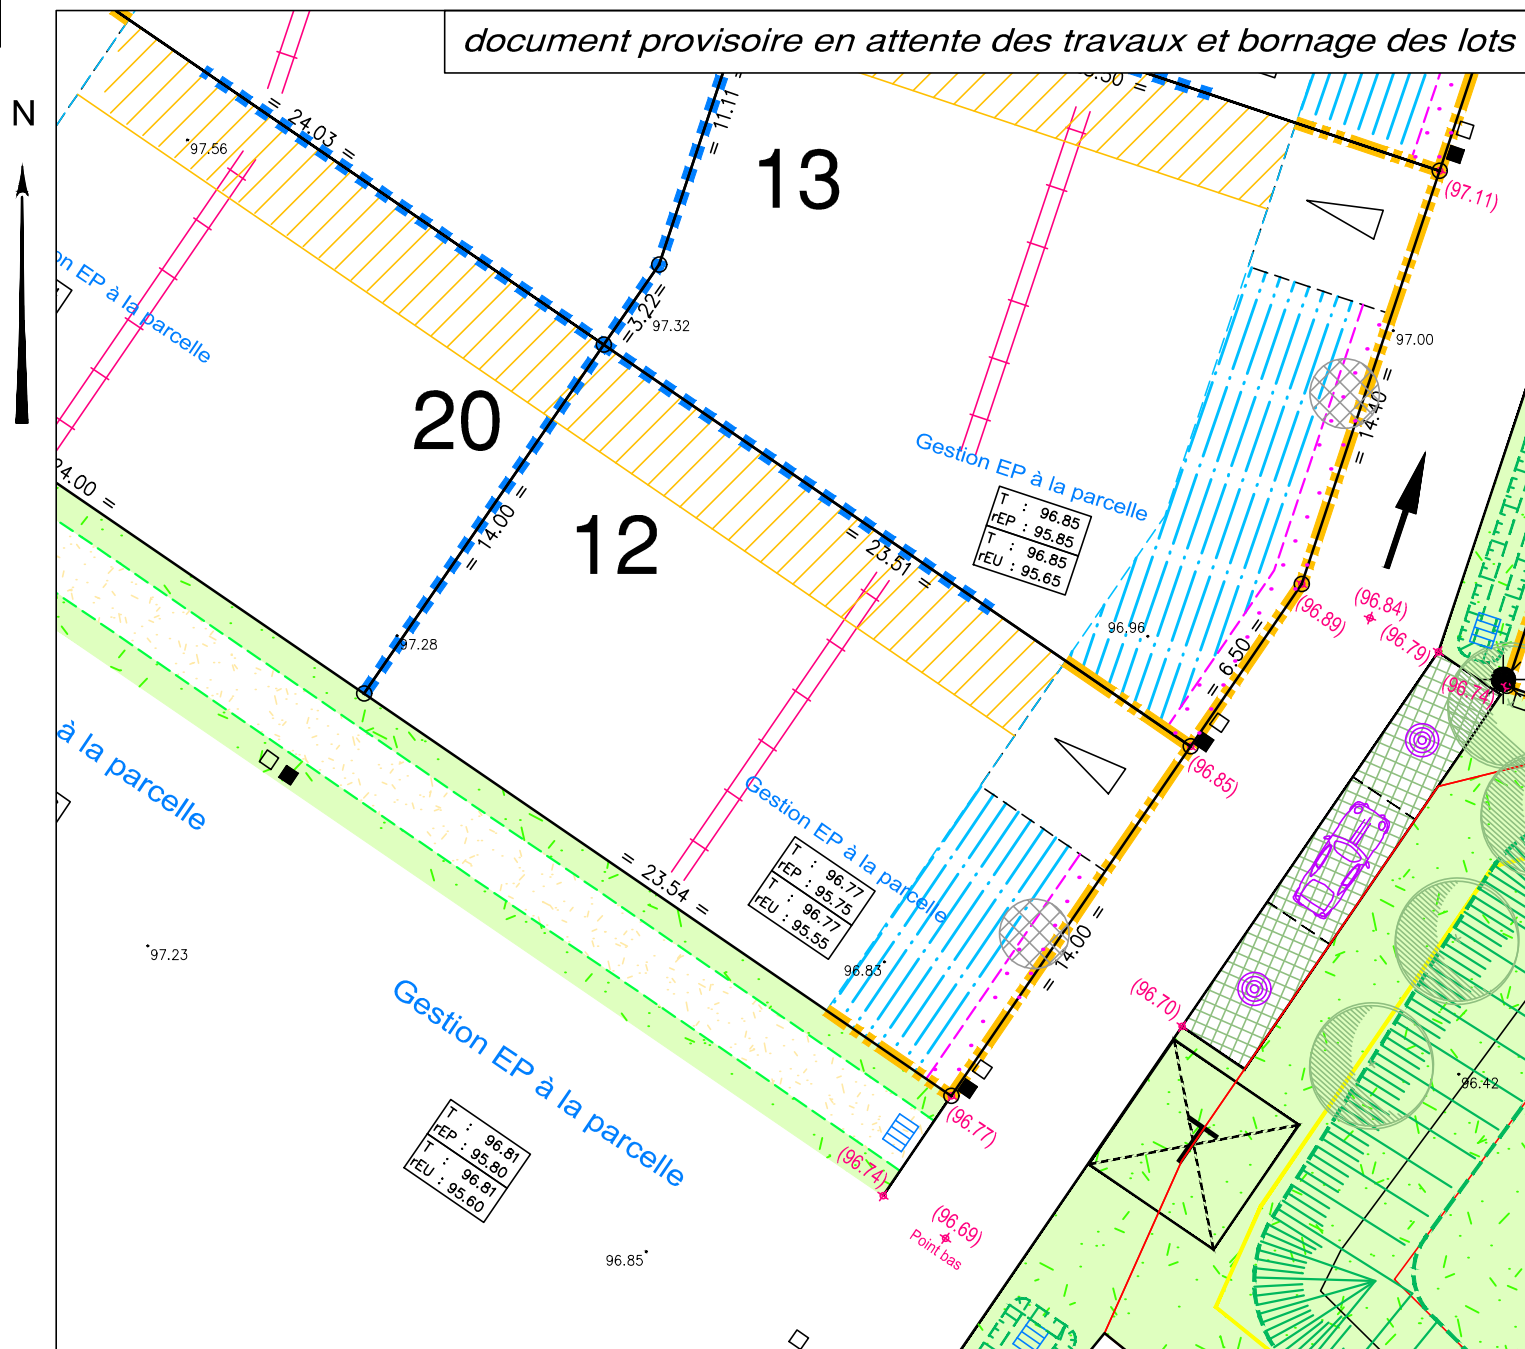 document provisoire en attente des travaux et bornage des lots
N
= 24.03 =
97.56
= 11.11 =
13
(97.11)
on EP à la parcelle
= 3.22 =
97.32
97.00
20
= 14.40 =
Gestion EP à la parcelle
T : 96.85
rEP : 95.85
T : 96.85
rEU : 95.65
24.00 =
= 14.00 =
12
= 23.51 =
(96.89)
(96.84)
(96.79)
(96.74)
96.96
= 6.50 =
97.28
(96.85)
à la parcelle
Gestion EP à la parcelle
T : 96.77
rEP : 95.75
T : 96.77
rEU : 95.55
= 23.54 =
96.83
= 14.00 =
97.23
(96.70)
Gestion EP à la parcelle
96.42
T : 96.81
rEP : 95.80
T : 96.81
rEU : 95.60
(96.77)
(96.74)
(96.69)
Point bas
96.85